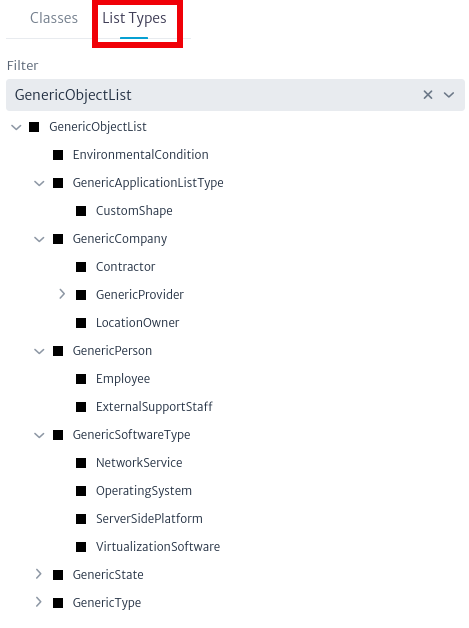 Classes List Types
Filter
GenericObjectList
GenericObjectList
EnvironmentalCondition
GenericApplicationListType
CustomShape
GenericCompany
Contractor
GenericProvider
LocationOwner
GenericPerson
Employee
ExternalSupportStaff
GenericSoftwareType
NetworkService
OperatingSystem
ServerSidePlatform
VirtualizationSoftware
GenericState
GenericType